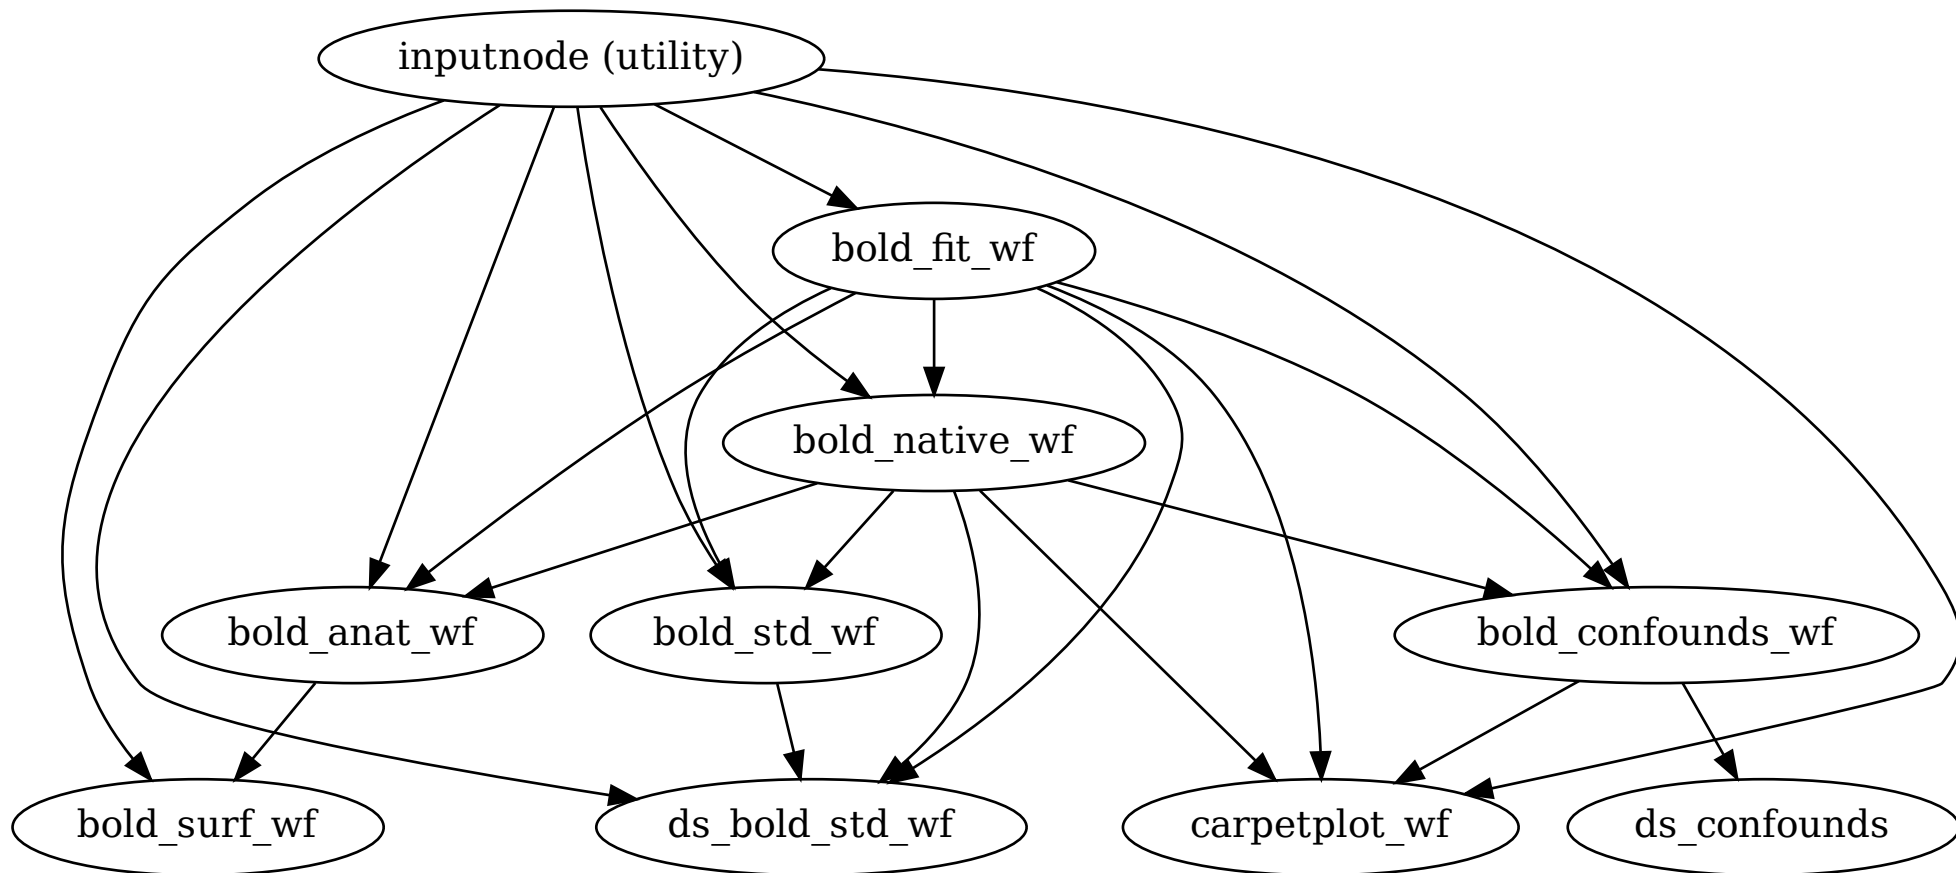 inputnode (utility)
bold_fit_wf
bold_native_wf
bold_anat_wf
bold_std_wf
bold_confounds_wf
bold_surf_wf
ds_bold_std_wf
carpetplot_wf
ds_confounds